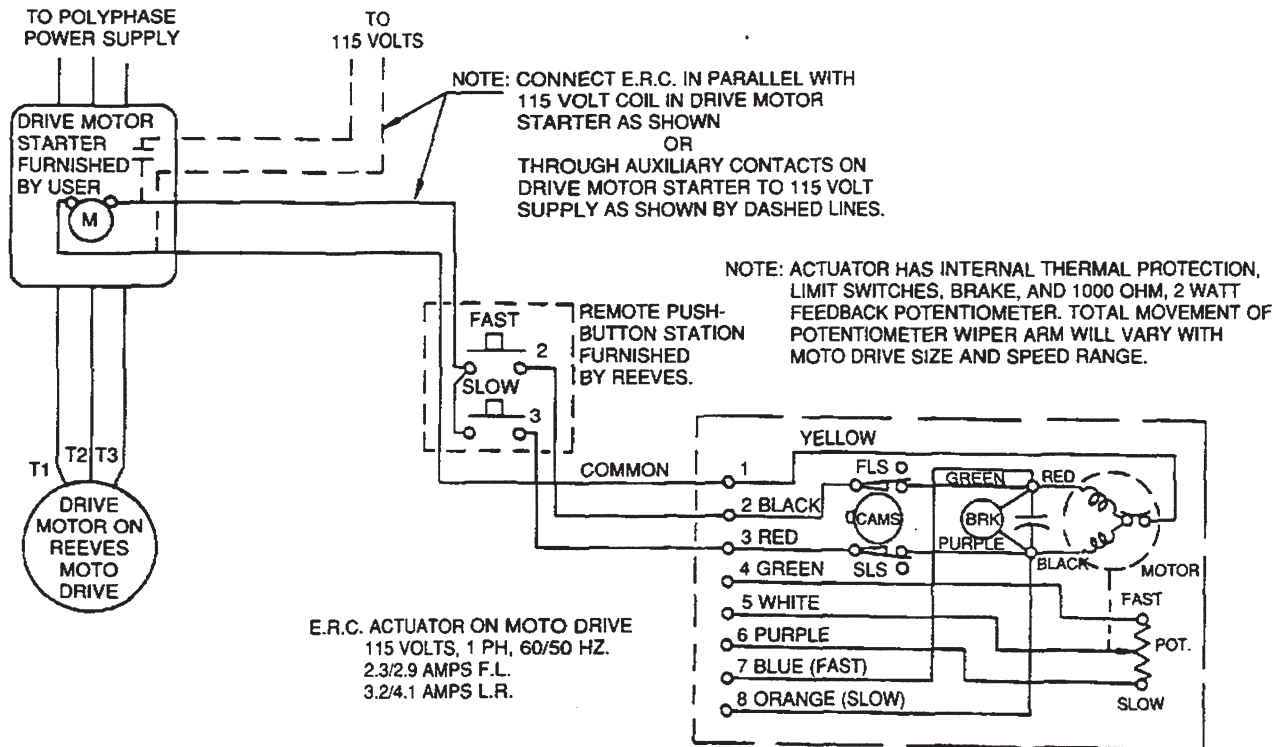 TO POLYPHASE
POWER SUPPLY
TO
115 VOLTS
NOTE: CONNECT E.R.C. IN PARALLEL WITH
115 VOLT COIL IN DRIVE MOTOR
STARTER AS SHOWN
OR
THROUGH AUXILIARY CONTACTS ON
DRIVE MOTOR STARTER TO 115 VOLT
SUPPLY AS SHOWN BY DASHED LINES.
DRIVE MOTOR
STARTER
FURNISHED
BY USER
M
NOTE: ACTUATOR HAS INTERNAL THERMAL PROTECTION,
LIMIT SWITCHES, BRAKE, AND 1000 OHM, 2 WATT
FEEDBACK POTENTIOMETER. TOTAL MOVEMENT OF
POTENTIOMETER WIPER ARM WILL VARY WITH
MOTO DRIVE SIZE AND SPEED RANGE.
FAST
2
SLOW
3
REMOTE PUSH-
BUTTON STATION
FURNISHED
BY REEVES.
T1 T2 T3
DRIVE
MOTOR ON
REEVES
MOTO
DRIVE
COMMON
YELLOW
1
2 BLACK
3 RED
4 GREEN
5 WHITE
6 PURPLE
7 BLUE (FAST)
8 ORANGE (SLOW)
FLS
CAMS
SLS
GREEN
RED
BRK
PURPLE
BLACK
MOTOR
FAST
POT.
SLOW
E.R.C. ACTUATOR ON MOTO DRIVE
115 VOLTS, 1 PH, 60/50 HZ.
2.3/2.9 AMPS F.L.
3.2/4.1 AMPS L.R.